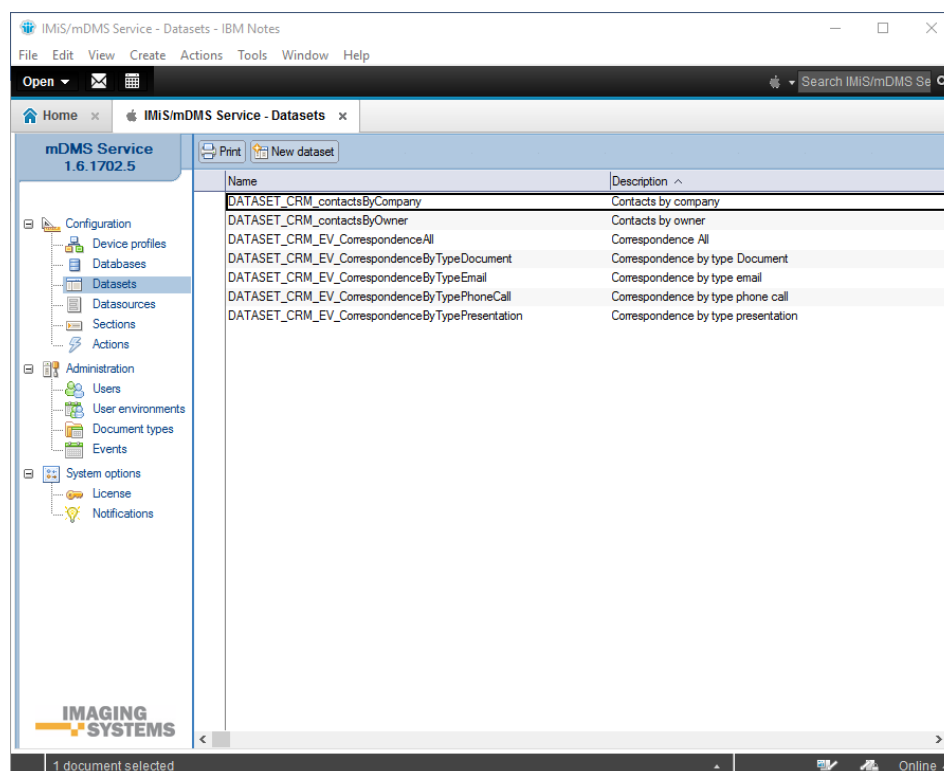 IMiS/mDMS Service - Datasets - IBM Notes
File Edit View Create Actions Tools Window Help
Open
Search IMiS/mDMS Se
Home
IMiS/mDMS Service - Datasets
mDMS Service
1.6.1702.5
Print New dataset
Name Description
DATASET_CRM_contactsByCompany Contacts by company
DATASET_CRM_contactsByOwner Contacts by owner
DATASET_CRM_EV_CorrespondenceAll Correspondence All
DATASET_CRM_EV_CorrespondenceByTypeDocument Correspondence by type Document
DATASET_CRM_EV_CorrespondenceByTypeEmail Correspondence by type email
DATASET_CRM_EV_CorrespondenceByTypePhoneCall Correspondence by type phone call
DATASET_CRM_EV_CorrespondenceByTypePresentation Correspondence by type presentation
Configuration
Device profiles
Databases
Datasets
Datasources
Sections
Actions
Administration
Users
User environments
Document types
Events
System options
License
Notifications
IMAGING
SYSTEMS
1 document selected
Online